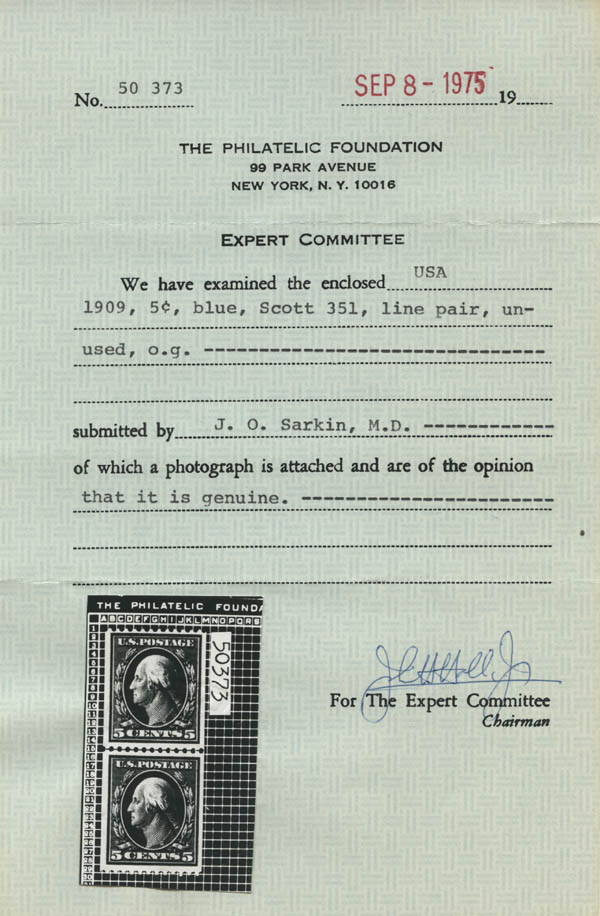 No. 50 373
SEP 8 - 1975 19
THE PHILATELIC FOUNDATION
99 PARK AVENUE
NEW YORK, N. Y. 10016
EXPERT COMMITTEE
We have examined the enclosed USA
1909, 5¢, blue, Scott 351, line pair, un-
used, o.g.
submitted by J. O. Sarkin, M.D.
of which a photograph is attached and are of the opinion
that it is genuine.
THE PHILATELIC FOUNDA
ABCDEFGHIJKLMNOPQRS
50373
U.S. POSTAGE
5 CENTS 5
U.S. POSTAGE
5 CENTS 5
For The Expert Committee
Chairman